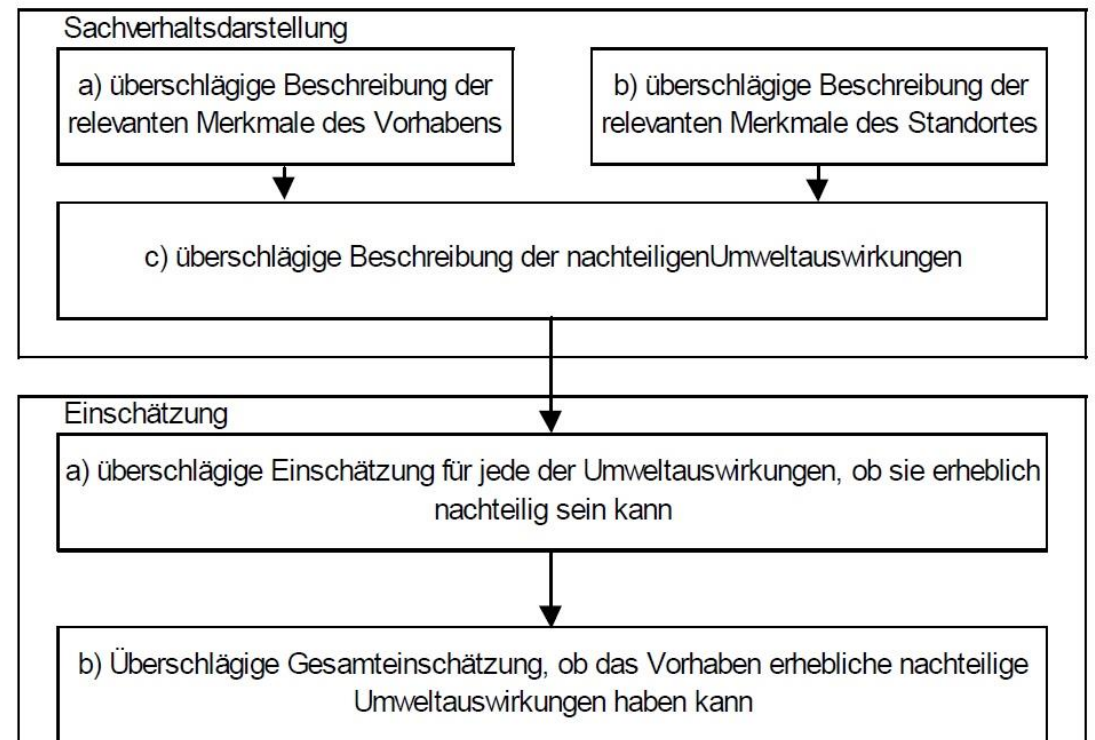 Sachverhaltsdarstellung
a) überschlägige Beschreibung der
relevanten Merkmale des Vorhabens
b) überschlägige Beschreibung der
relevanten Merkmale des Standortes
c) überschlägige Beschreibung der nachteiligenUmweltauswirkungen
Einschätzung
a) überschlägige Einschätzung für jede der Umweltauswirkungen, ob sie erheblich
nachteilig sein kann
b) Überschlägige Gesamteinschätzung, ob das Vorhaben erhebliche nachteilige
Umweltauswirkungen haben kann